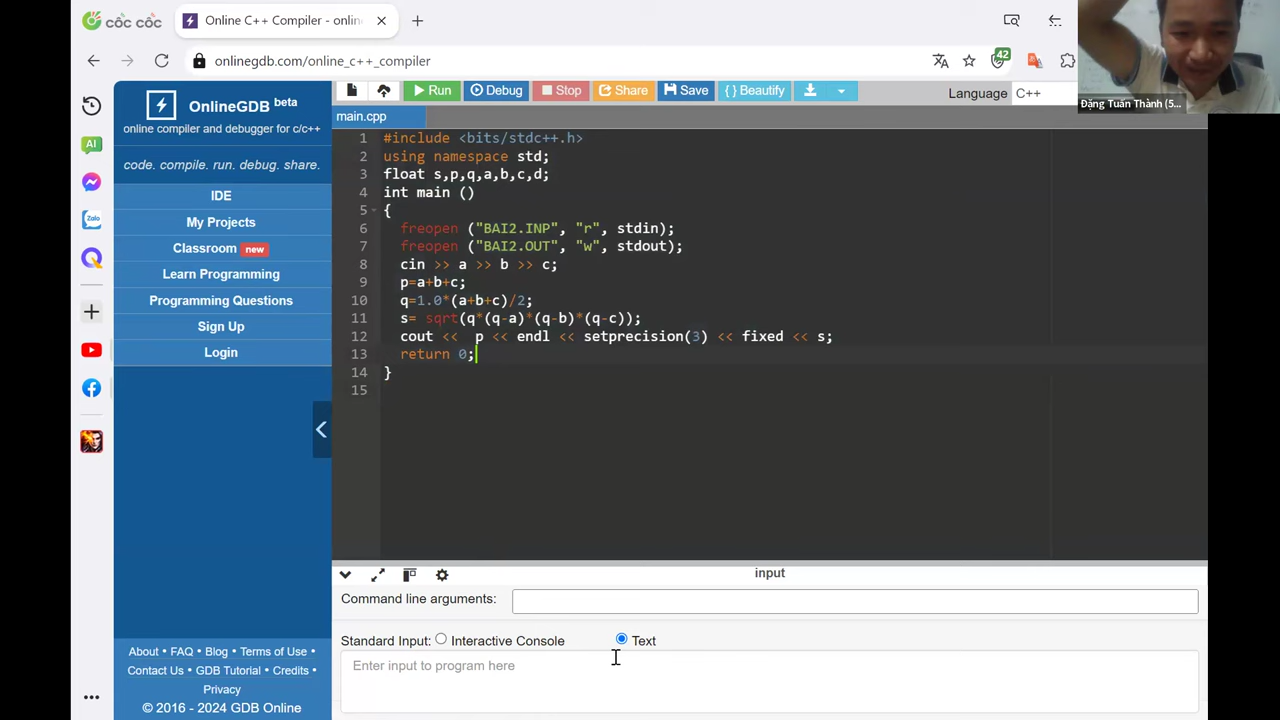 cốc cốc
Online C++ Compiler - onlin
onlinegdb.com/online_c++_compiler
42
Đặng Tuấn Thành (5...
OnlineGDB beta
online compiler and debugger for c/c++
code. compile. run. debug. share.
IDE
My Projects
Classroom new
Learn Programming
Programming Questions
Sign Up
Login
About • FAQ • Blog • Terms of Use •
Contact Us • GDB Tutorial • Credits •
Privacy
© 2016 - 2024 GDB Online
AI
Zalo
Run Debug Stop Share Save { } Beautify
Language C++
main.cpp
1 #include <bits/stdc++.h>
2 using namespace std;
3 float s,p,q,a,b,c,d;
4 int main ()
5 {
6 freopen ("BAI2.INP", "r", stdin);
7 freopen ("BAI2.OUT", "w", stdout);
8 cin >> a >> b >> c;
9 p=a+b+c;
10 q=1.0*(a+b+c)/2;
11 s= sqrt(q*(q-a)*(q-b)*(q-c));
12 cout <<  p << endl << setprecision(3) << fixed << s;
13 return 0;
14 }
15
input
Command line arguments:
Standard Input: Interactive Console Text
Enter input to program here